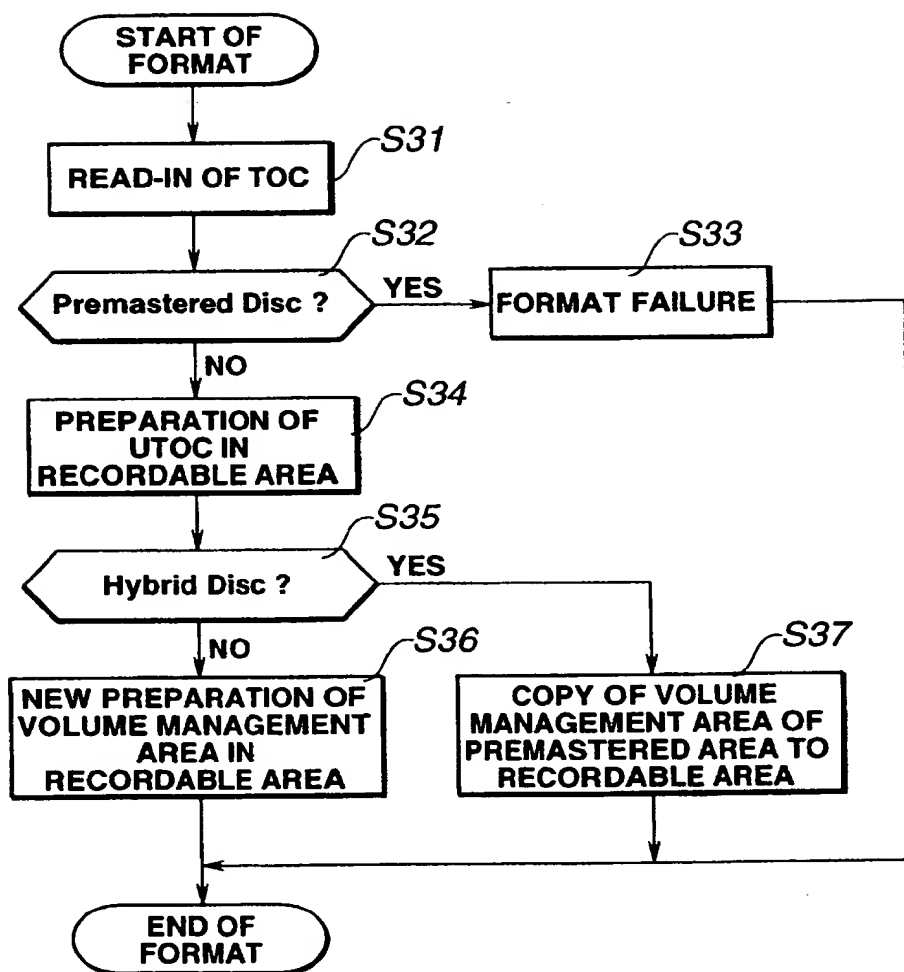 START OF
FORMAT
S31
READ-IN OF TOC
S32
Premastered Disc ?
YES
S33
FORMAT FAILURE
NO
S34
PREPARATION OF
UTOC IN
RECORDABLE AREA
S35
Hybrid Disc ?
YES
NO
S36
NEW PREPARATION OF
VOLUME MANAGEMENT
AREA IN
RECORDABLE AREA
S37
COPY OF VOLUME
MANAGEMENT AREA OF
PREMASTERED AREA TO
RECORDABLE AREA
END OF
FORMAT